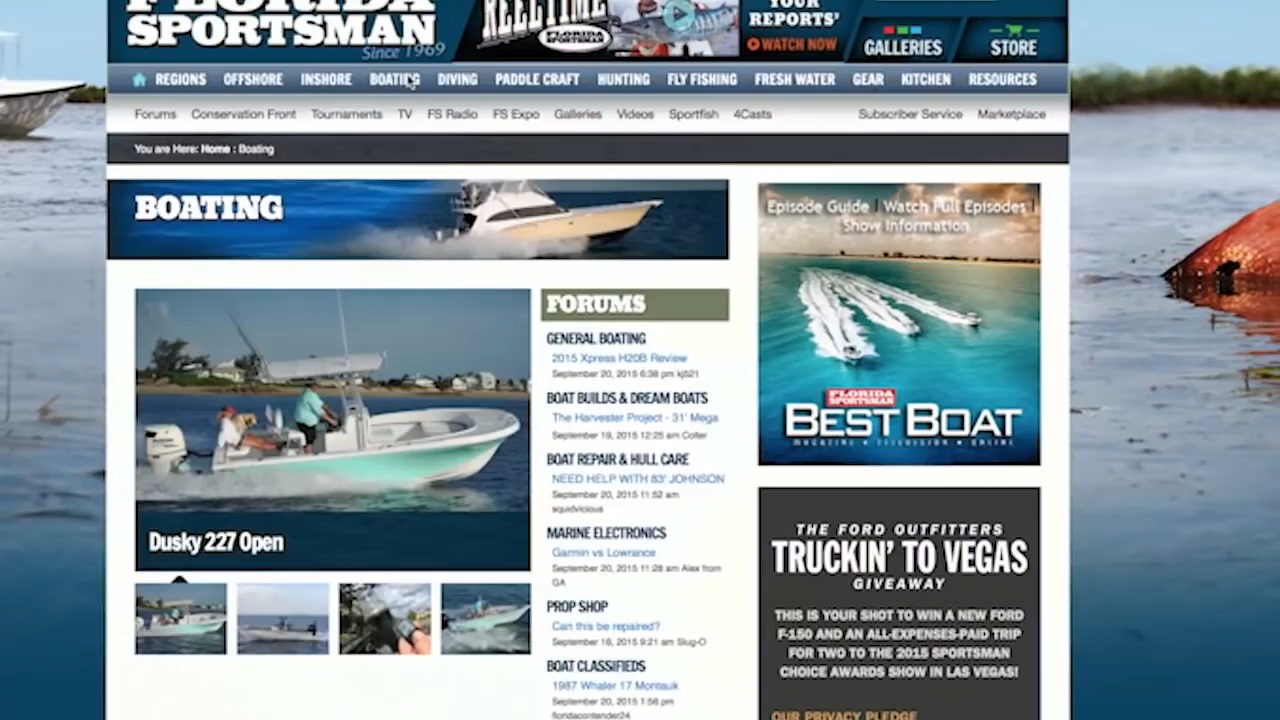 FLORIDA
SPORTSMAN
Since 1969
REEL TIME
FLORIDA
SPORTSMAN
YOUR
REPORTS'
WATCH NOW
GALLERIES
STORE
REGIONS OFFSHORE INSHORE BOATING DIVING PADDLE CRAFT HUNTING FLY FISHING FRESH WATER GEAR KITCHEN RESOURCES
Forums Conservation Front Tournaments TV FS Radio FS Expo Galleries Videos Sportfish 4Casts Subscriber Service Marketplace
You are Here: Home : Boating
BOATING
Dusky 227 Open
FORUMS
GENERAL BOATING
2015 Xpress H20B Review
September 20, 2015 6:38 pm kj521
BOAT BUILDS & DREAM BOATS
The Harvester Project - 31' Mega
September 19, 2015 12:25 am Colter
BOAT REPAIR & HULL CARE
NEED HELP WITH 83' JOHNSON
September 20, 2015 11:52 am
squidvicious
MARINE ELECTRONICS
Garmin vs Lowrance
September 20, 2015 11:28 am Alex from
GA
PROP SHOP
Can this be repaired?
September 16, 2015 9:21 am Slug-O
BOAT CLASSIFIEDS
1987 Whaler 17 Montauk
September 20, 2015 1:56 pm
floridacontender24
Episode Guide | Watch Full Episodes |
Show Information
FLORIDA
SPORTSMAN
BEST BOAT
MAGAZINE • TELEVISION • ONLINE
THE FORD OUTFITTERS
TRUCKIN' TO VEGAS
GIVEAWAY
THIS IS YOUR SHOT TO WIN A NEW FORD
F-150 AND AN ALL-EXPENSES-PAID TRIP
FOR TWO TO THE 2015 SPORTSMAN
CHOICE AWARDS SHOW IN LAS VEGAS!
OUR PRIVACY PLEDGE